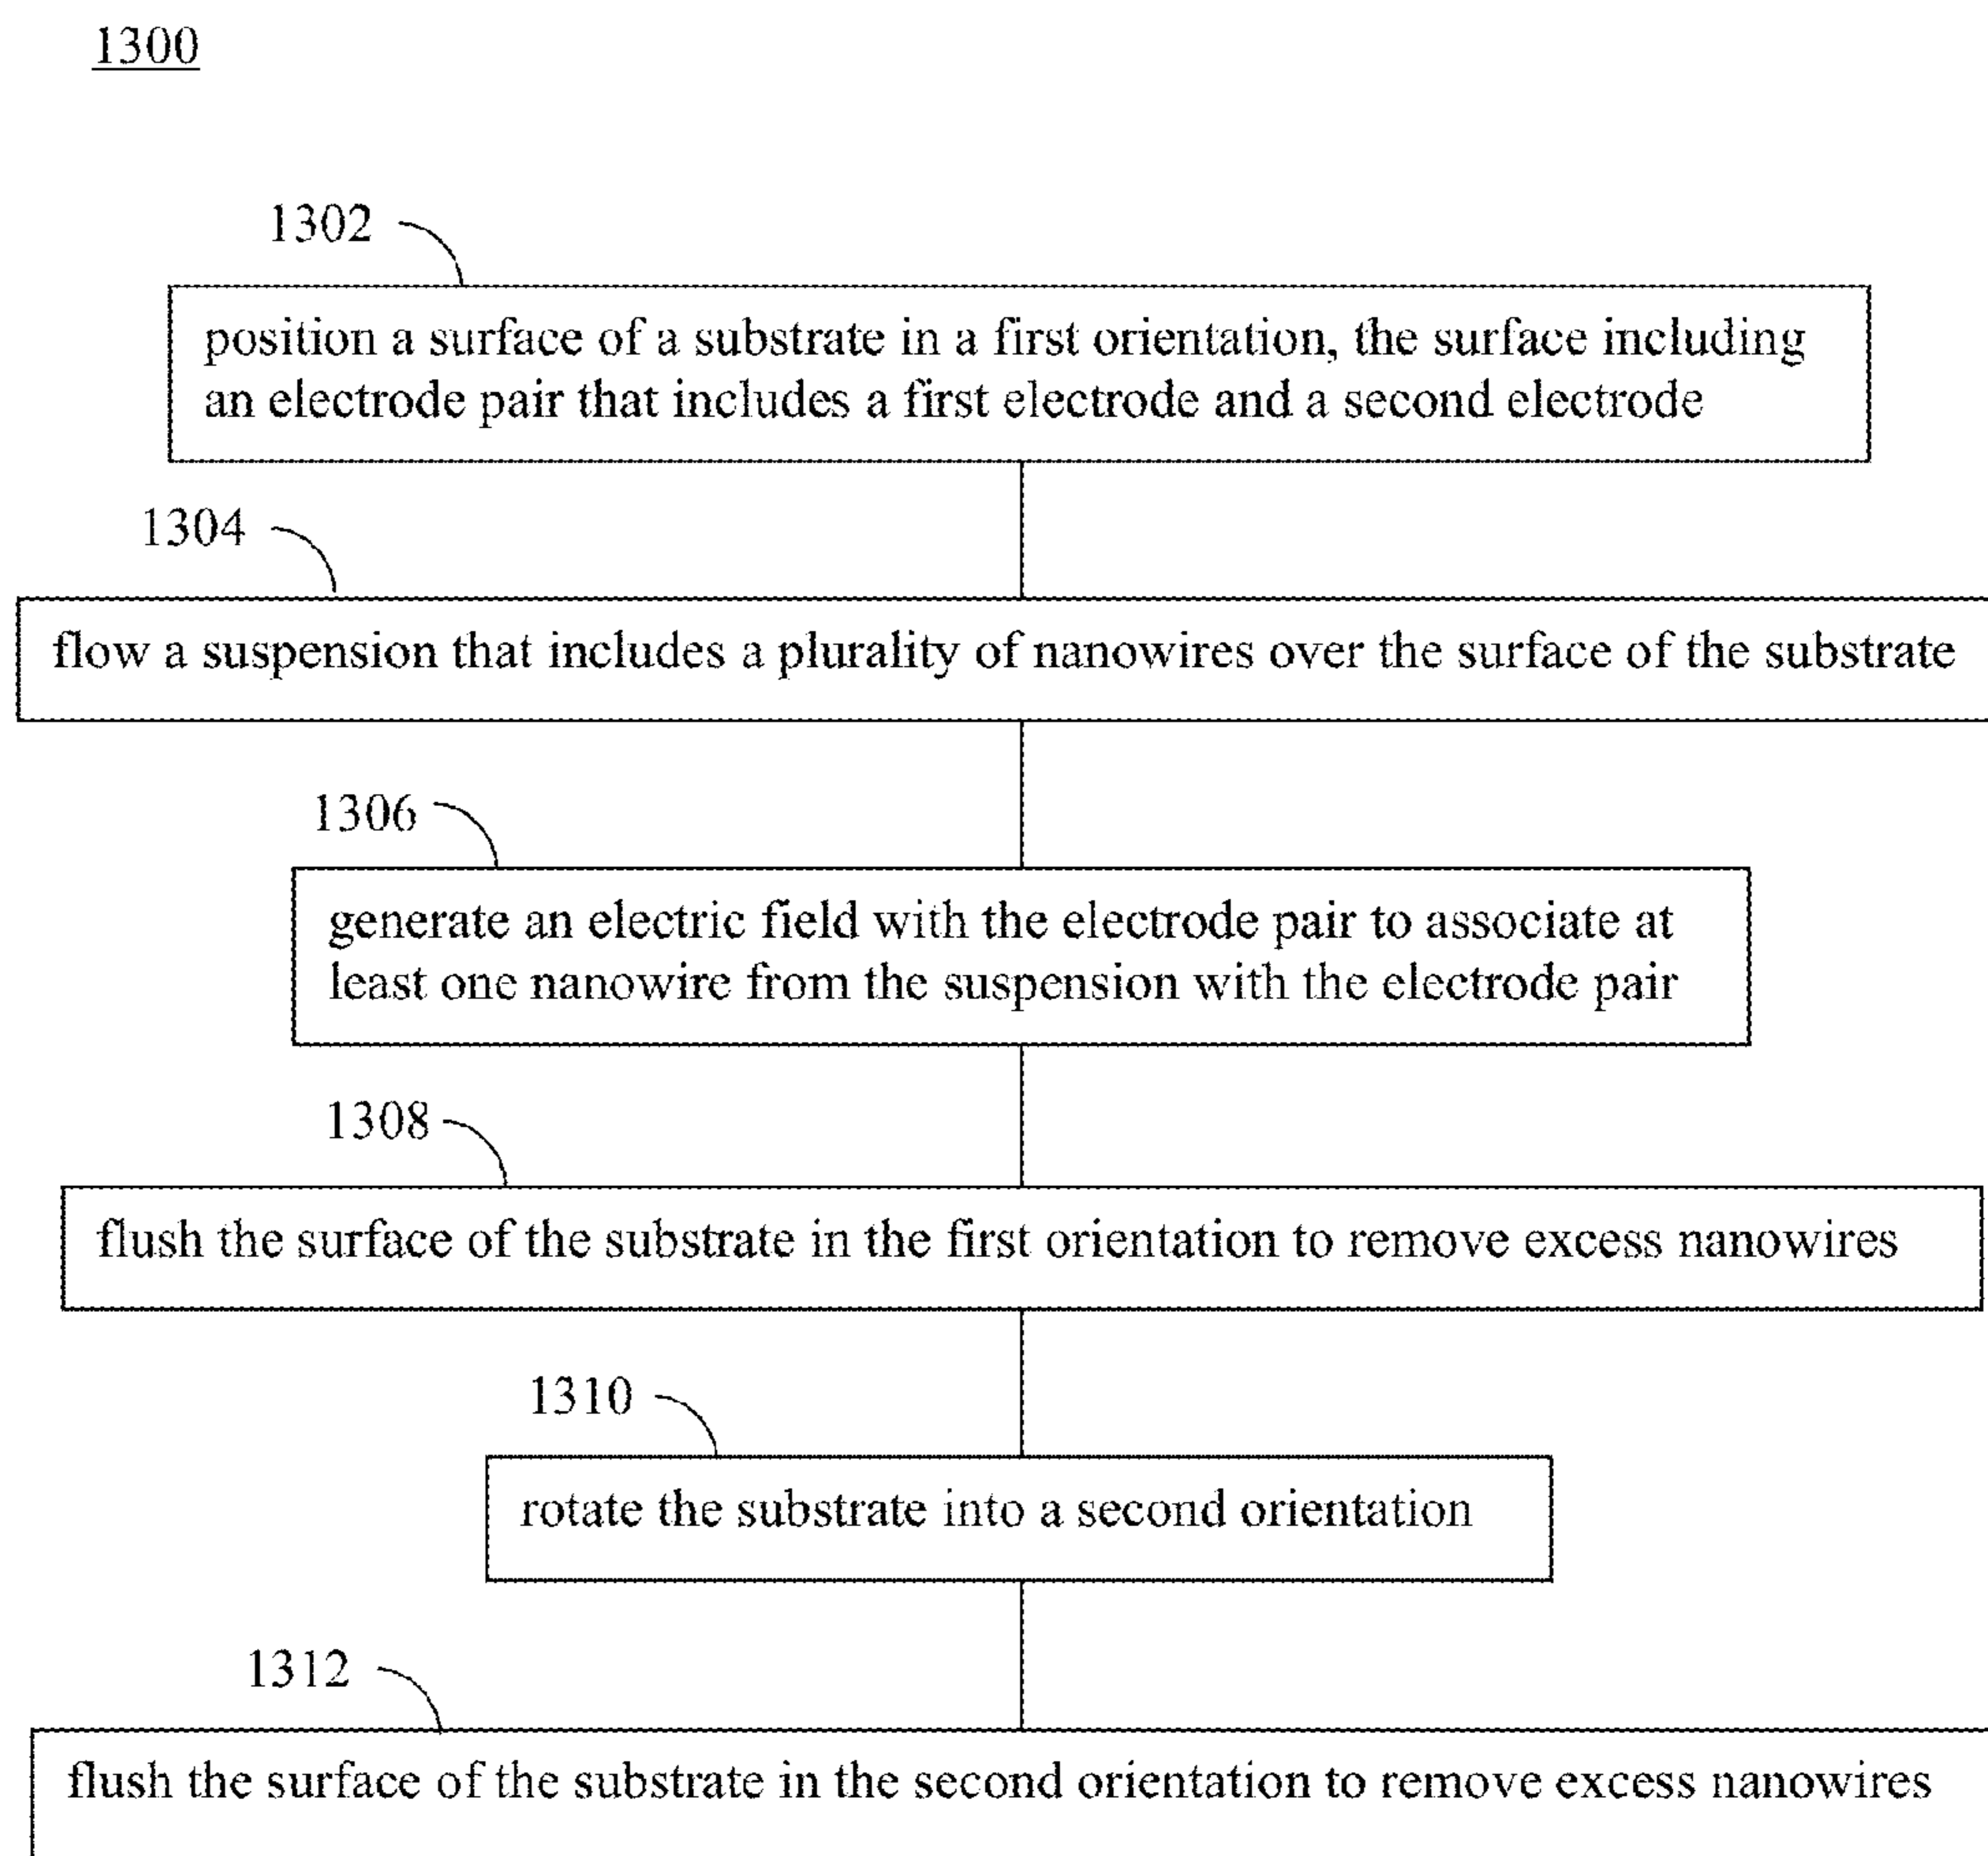 1300
1302
position a surface of a substrate in a first orientation, the surface including
an electrode pair that includes a first electrode and a second electrode
1304
flow a suspension that includes a plurality of nanowires over the surface of the substrate
1306
generate an electric field with the electrode pair to associate at
least one nanowire from the suspension with the electrode pair
1308
flush the surface of the substrate in the first orientation to remove excess nanowires
1310
rotate the substrate into a second orientation
1312
flush the surface of the substrate in the second orientation to remove excess nanowires